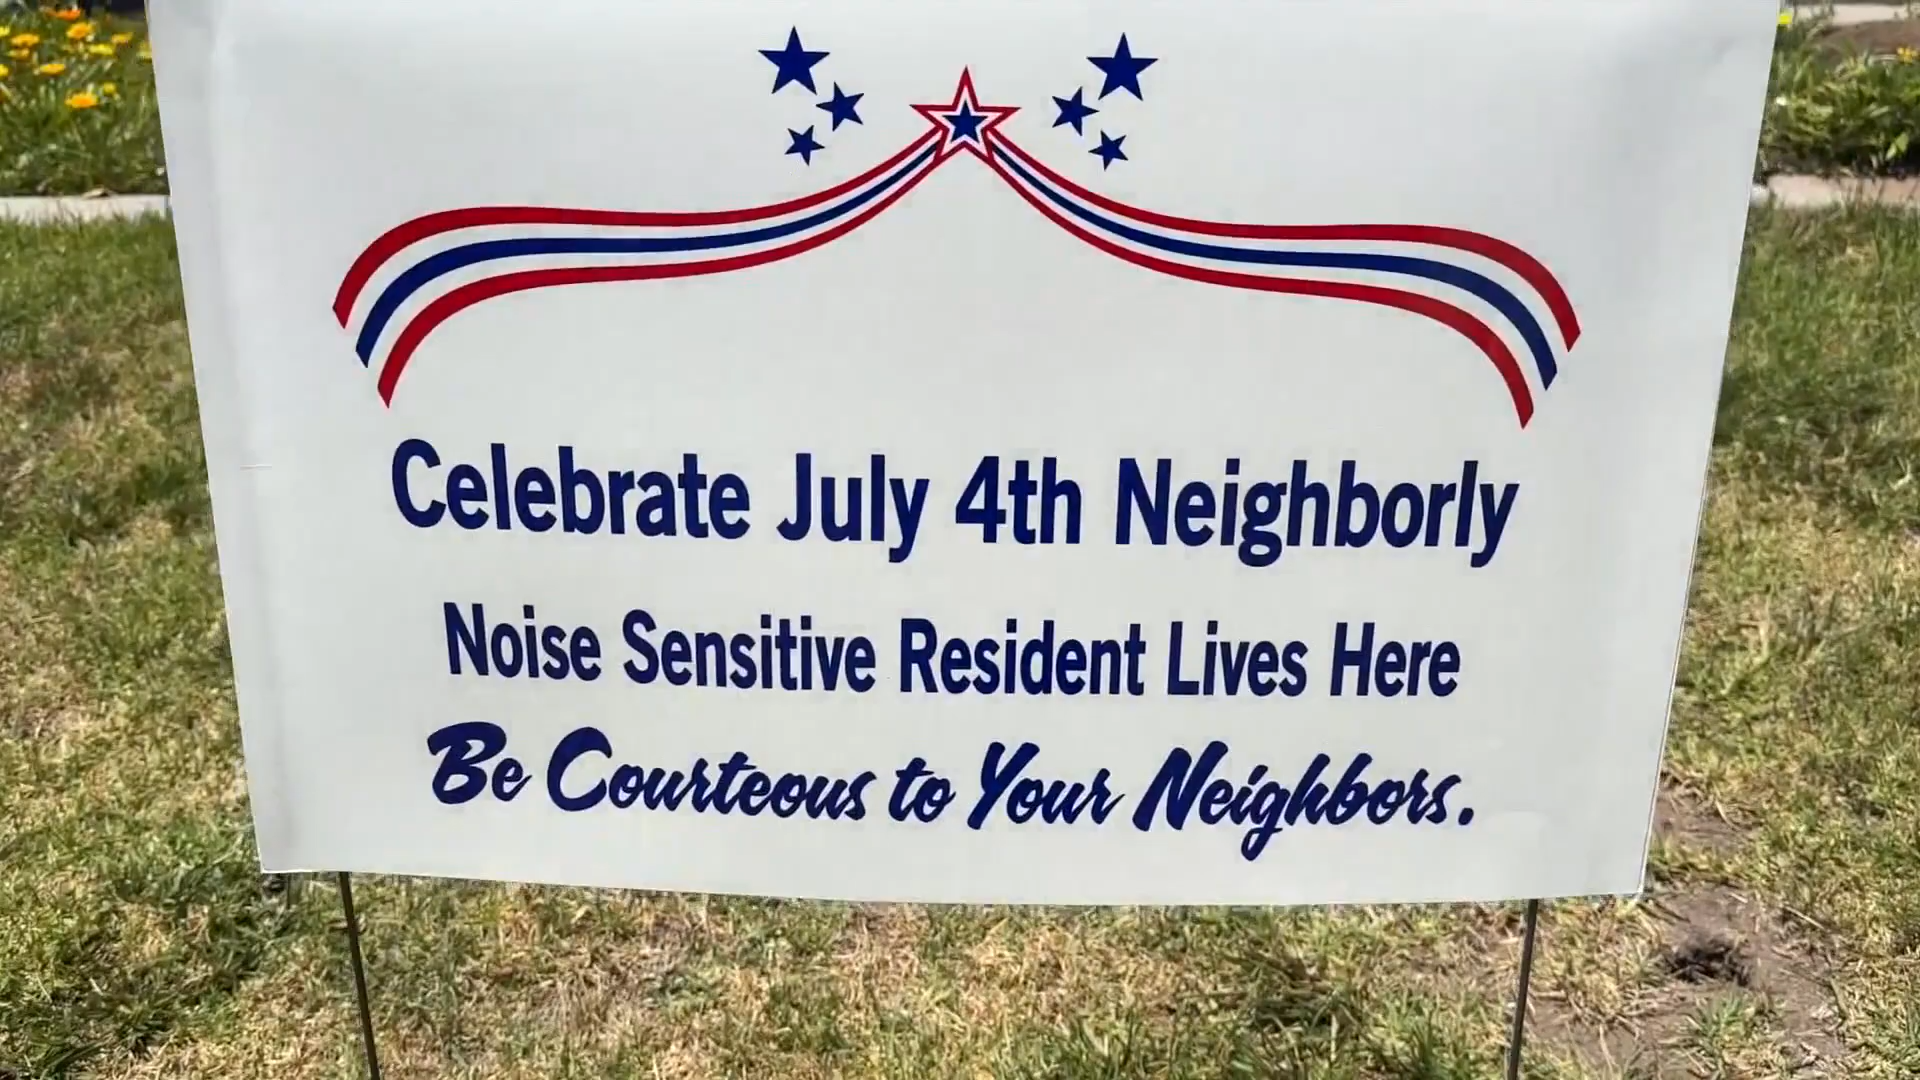 Celebrate July 4th Neighborly
Noise Sensitive Resident Lives Here
Be Courteous to Your Neighbors.